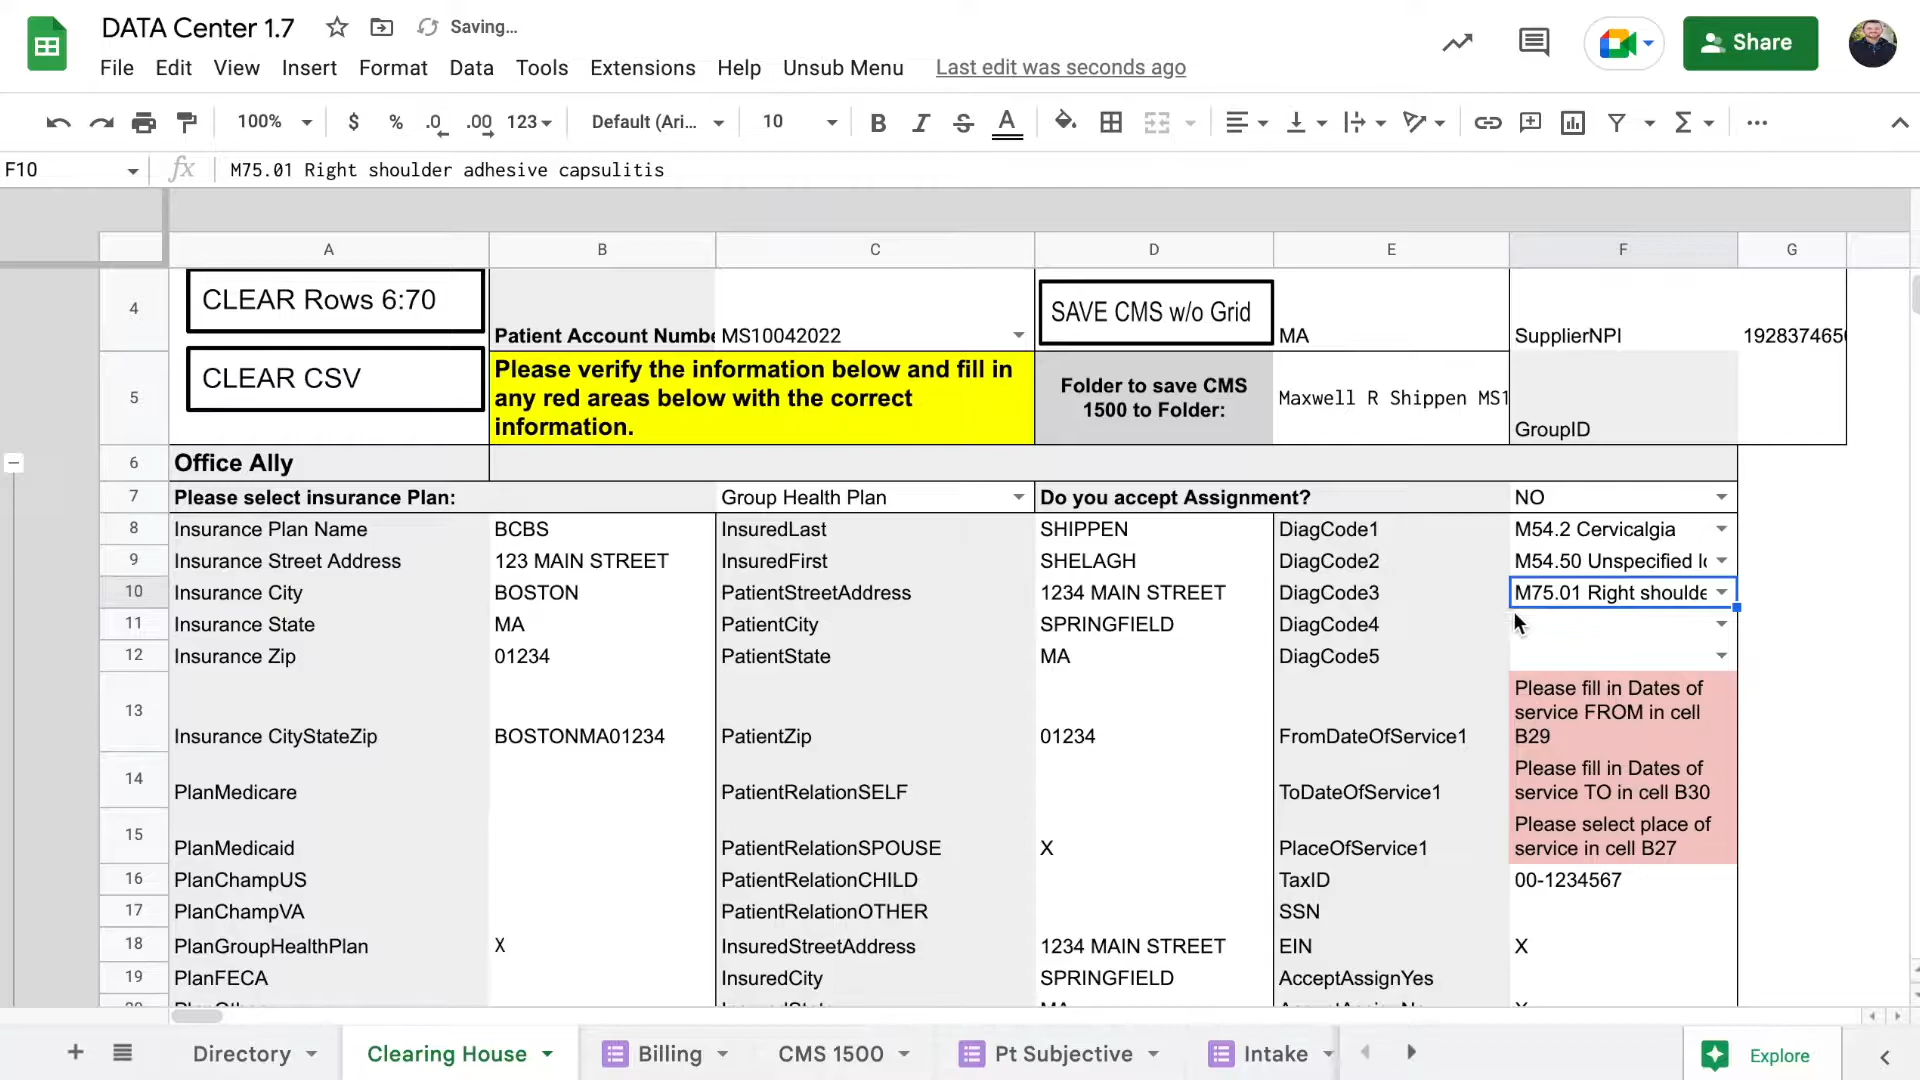 DATA Center 1.7 Saving...
File Edit View Insert Format Data Tools Extensions Help Unsub Menu Last edit was seconds ago
Share
100% $ % .0 .00 123 Default (Ari... 10 B I S A
F10 fx M75.01 Right shoulder adhesive capsulitis
A B C D E F G
4 CLEAR Rows 6:70 Patient Account Numbe MS10042022 SAVE CMS w/o Grid MA SupplierNPI 192837465
5 CLEAR CSV
Please verify the information below and fill in
any red areas below with the correct
information.
Folder to save CMS
1500 to Folder:
Maxwell R Shippen MS1
GroupID
6 Office Ally
7 Please select insurance Plan: Group Health Plan Do you accept Assignment? NO
8 Insurance Plan Name BCBS InsuredLast SHIPPEN DiagCode1 M54.2 Cervicalgia
9 Insurance Street Address 123 MAIN STREET InsuredFirst SHELAGH DiagCode2 M54.50 Unspecified
10 Insurance City BOSTON PatientStreetAddress 1234 MAIN STREET DiagCode3 M75.01 Right shoulde
11 Insurance State MA PatientCity SPRINGFIELD DiagCode4
12 Insurance Zip 01234 PatientState MA DiagCode5
Please fill in Dates of
service FROM in cell
13 Insurance CityStateZip BOSTONMA01234 PatientZip 01234 FromDateOfService1 B29
Please fill in Dates of
14 PlanMedicare PatientRelationSELF ToDateOfService1 service TO in cell B30
Please select place of
15 PlanMedicaid PatientRelationSPOUSE X PlaceOfService1 service in cell B27
16 PlanChampUS PatientRelationCHILD TaxID 00-1234567
17 PlanChampVA PatientRelationOTHER SSN
18 PlanGroupHealthPlan X InsuredStreetAddress 1234 MAIN STREET EIN X
19 PlanFECA InsuredCity SPRINGFIELD AcceptAssignYes
Directory Clearing House Billing CMS 1500 Pt Subjective Intake Explore